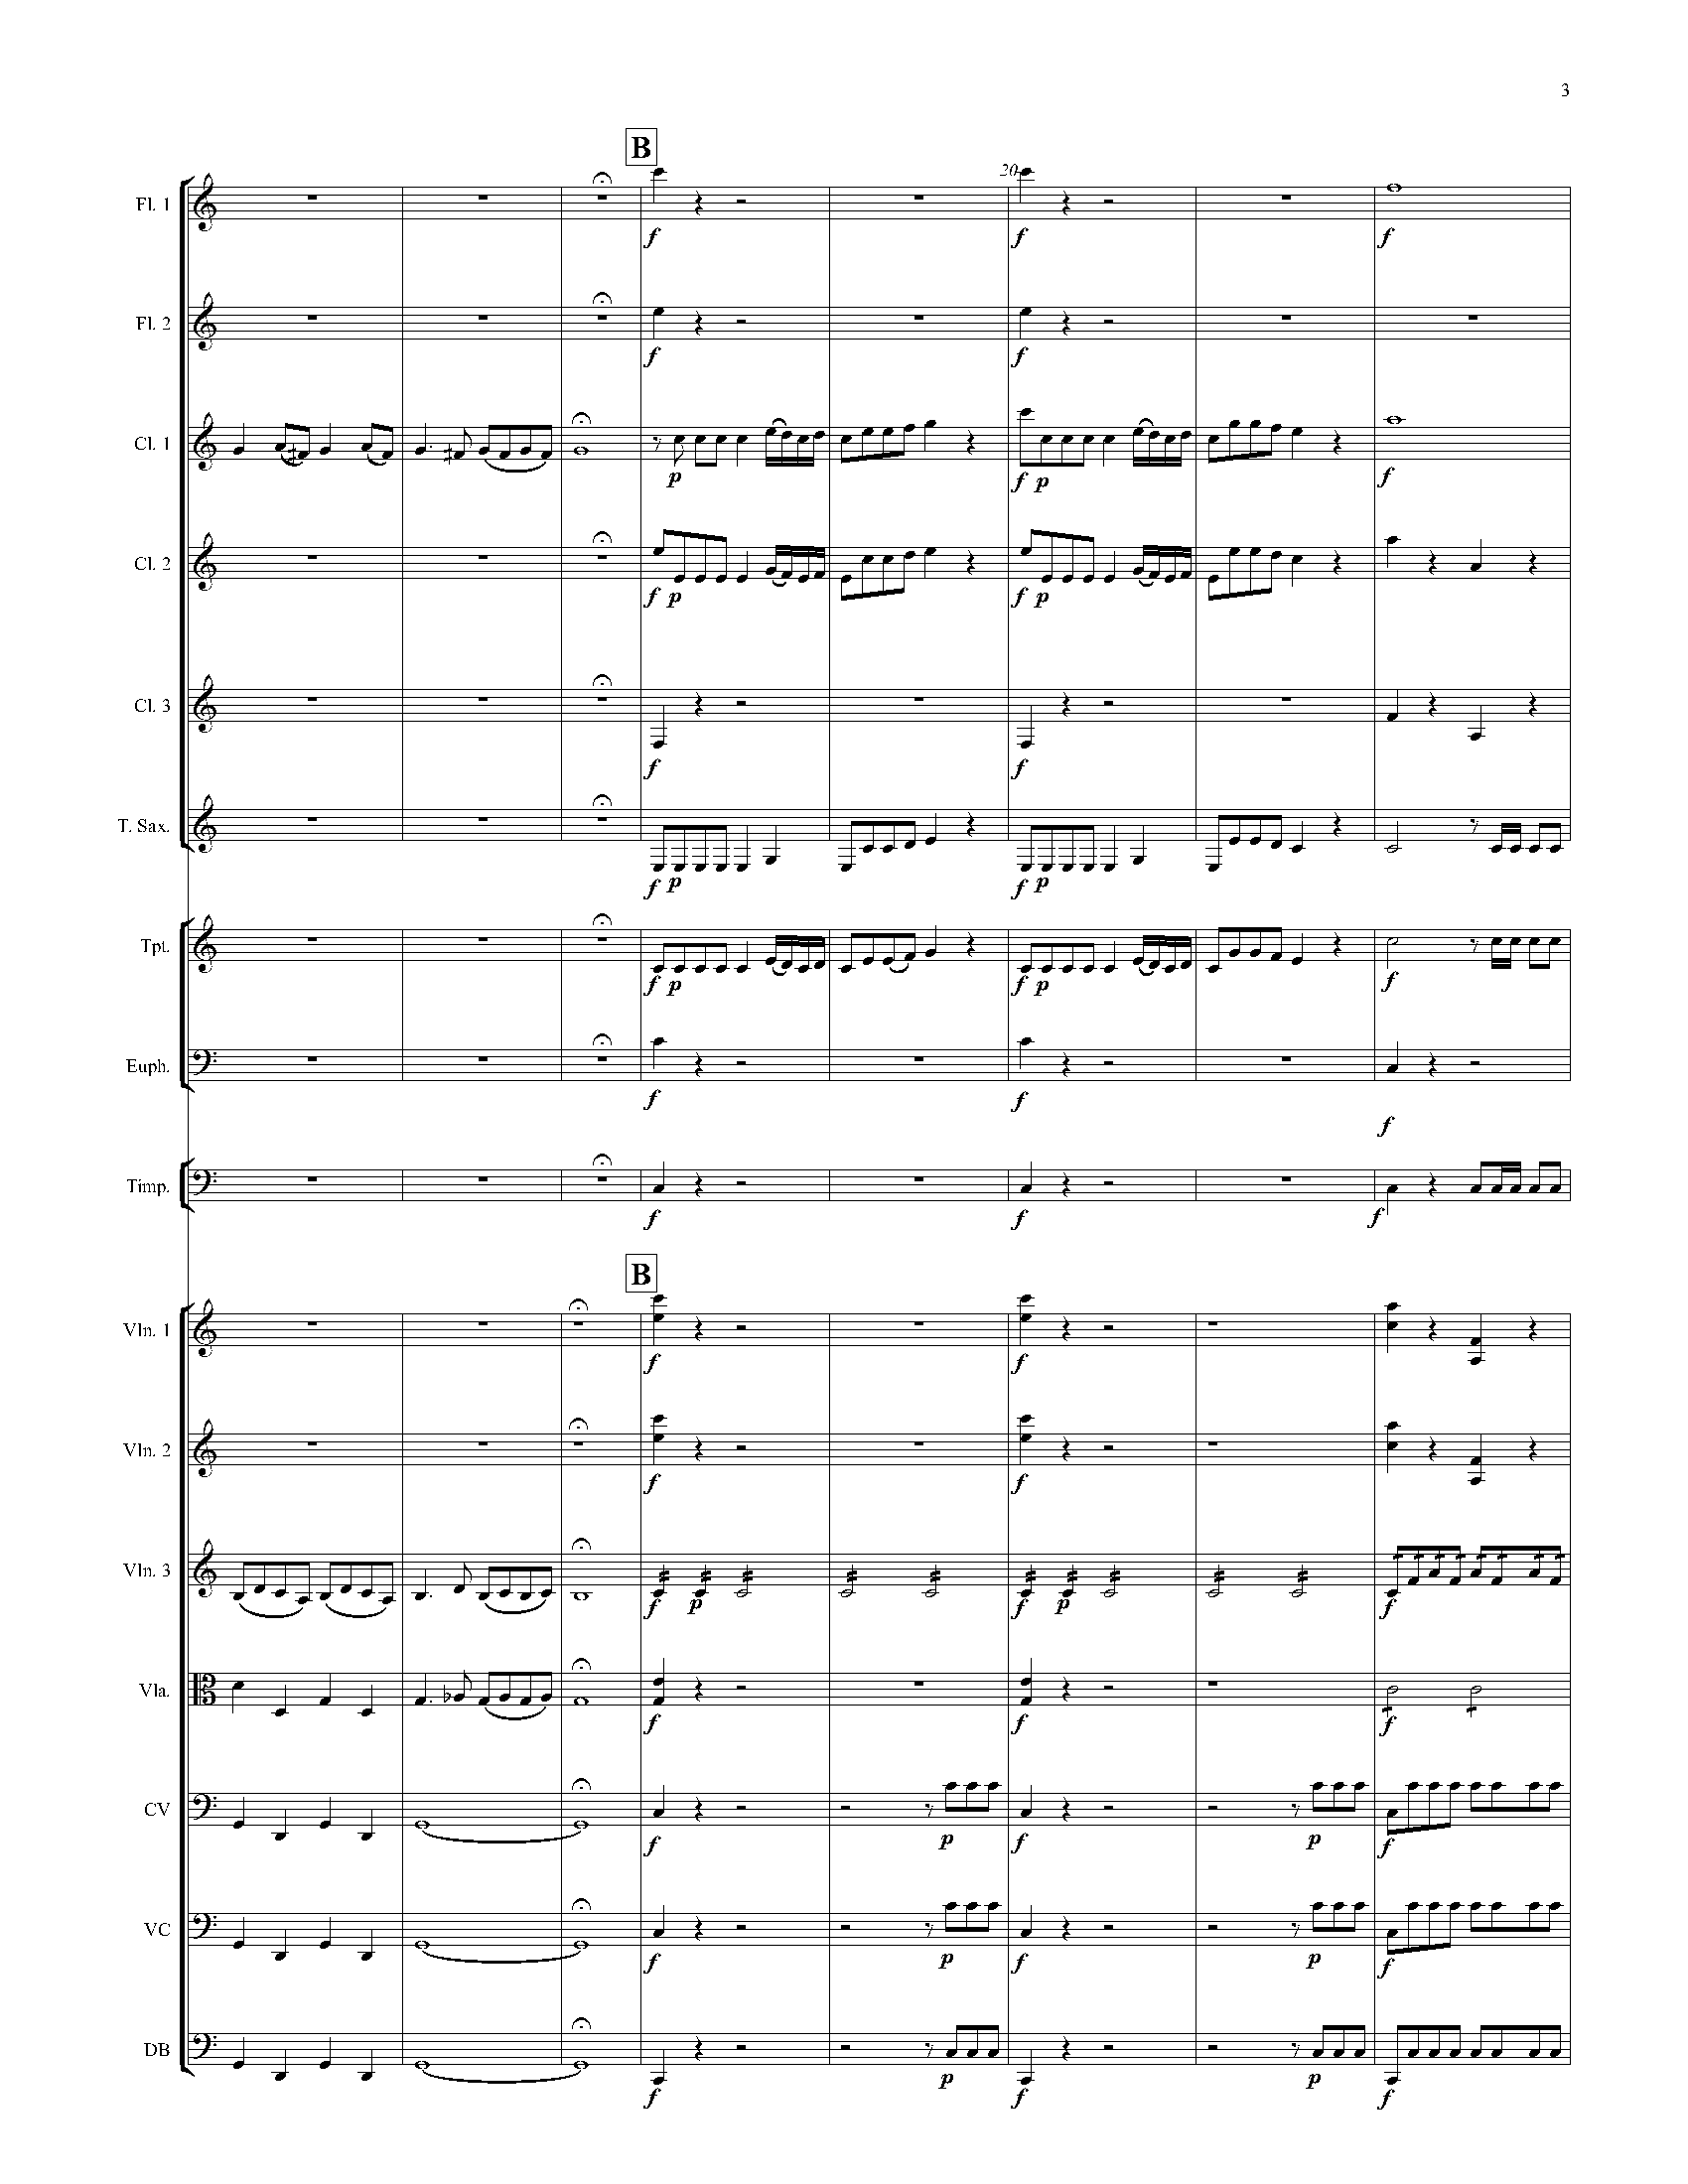 3
B
20
Fl. 1
f f f
Fl. 2
f f
Cl. 1
p f p f
Cl. 2
f p f p
Cl. 3
f f
T. Sax.
f p f p
Tpt.
f p f p f
Euph.
f f f
Timp.
f f f
B
Vln. 1
f f
Vln. 2
f f
Vln. 3
f p f p f
Vla.
f f f
CV
f p f p f
VC
f p f p f
DB
f p f p f